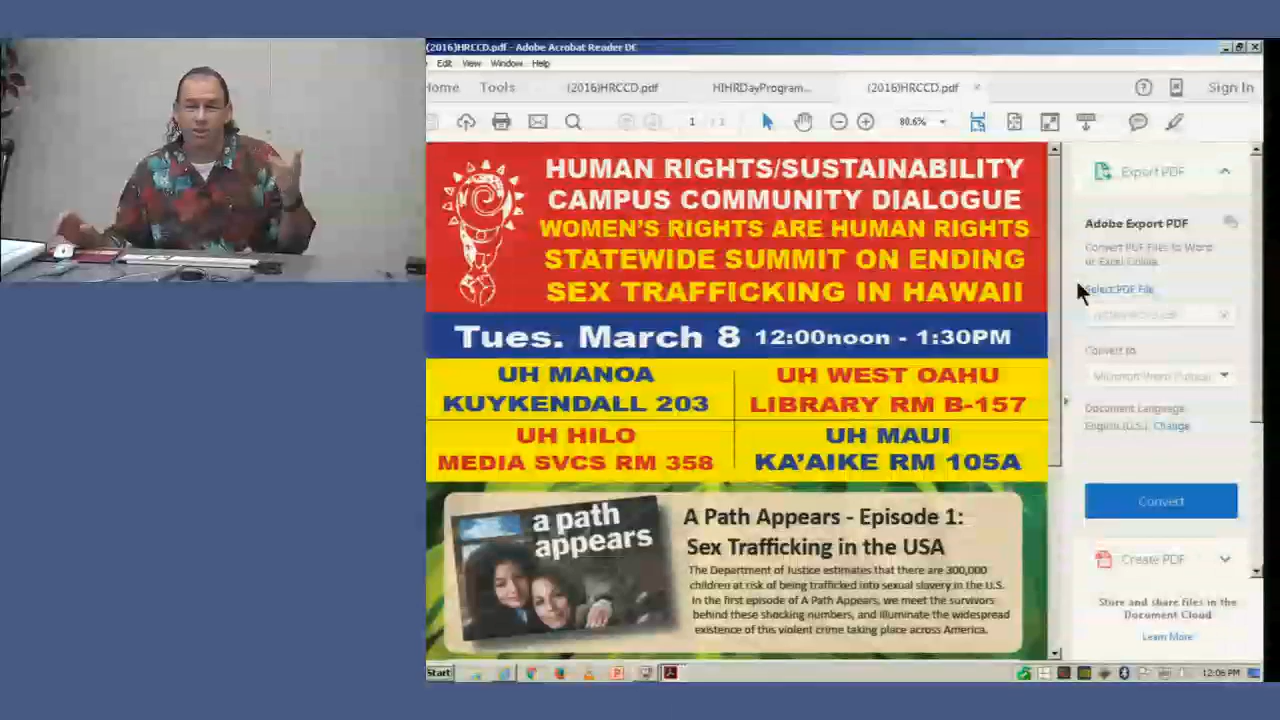 (2016)HRCCD.pdf - Adobe Acrobat Reader DC
Edit View Window Help
Home Tools (2016)HRCCD.pdf HIHRDayProgram... (2016)HRCCD.pdf × Sign In
1 / 1 80.6%
HUMAN RIGHTS/SUSTAINABILITY
CAMPUS COMMUNITY DIALOGUE
WOMEN'S RIGHTS ARE HUMAN RIGHTS
STATEWIDE SUMMIT ON ENDING
SEX TRAFFICKING IN HAWAII
Tues. March 8 12:00noon - 1:30PM
UH MANOA
KUYKENDALL 203
UH WEST OAHU
LIBRARY RM B-157
UH HILO
MEDIA SVCS RM 358
UH MAUI
KA'AIKE RM 105A
a path
appears
A Path Appears - Episode 1:
Sex Trafficking in the USA
The Department of Justice estimates that there are 300,000
children at risk of being trafficked into sexual slavery in the U.S.
In the first episode of A Path Appears, we meet the survivors
behind these shocking numbers, and illuminate the widespread
existence of this violent crime taking place across America.
Export PDF
Adobe Export PDF
Convert PDF Files to Word
or Excel Online.
Select PDF File
Convert to
Microsoft Word
Document Language:
English (U.S.) Change
Convert
Create PDF
Store and share files in the
Document Cloud
Learn More
Start 12:06 PM